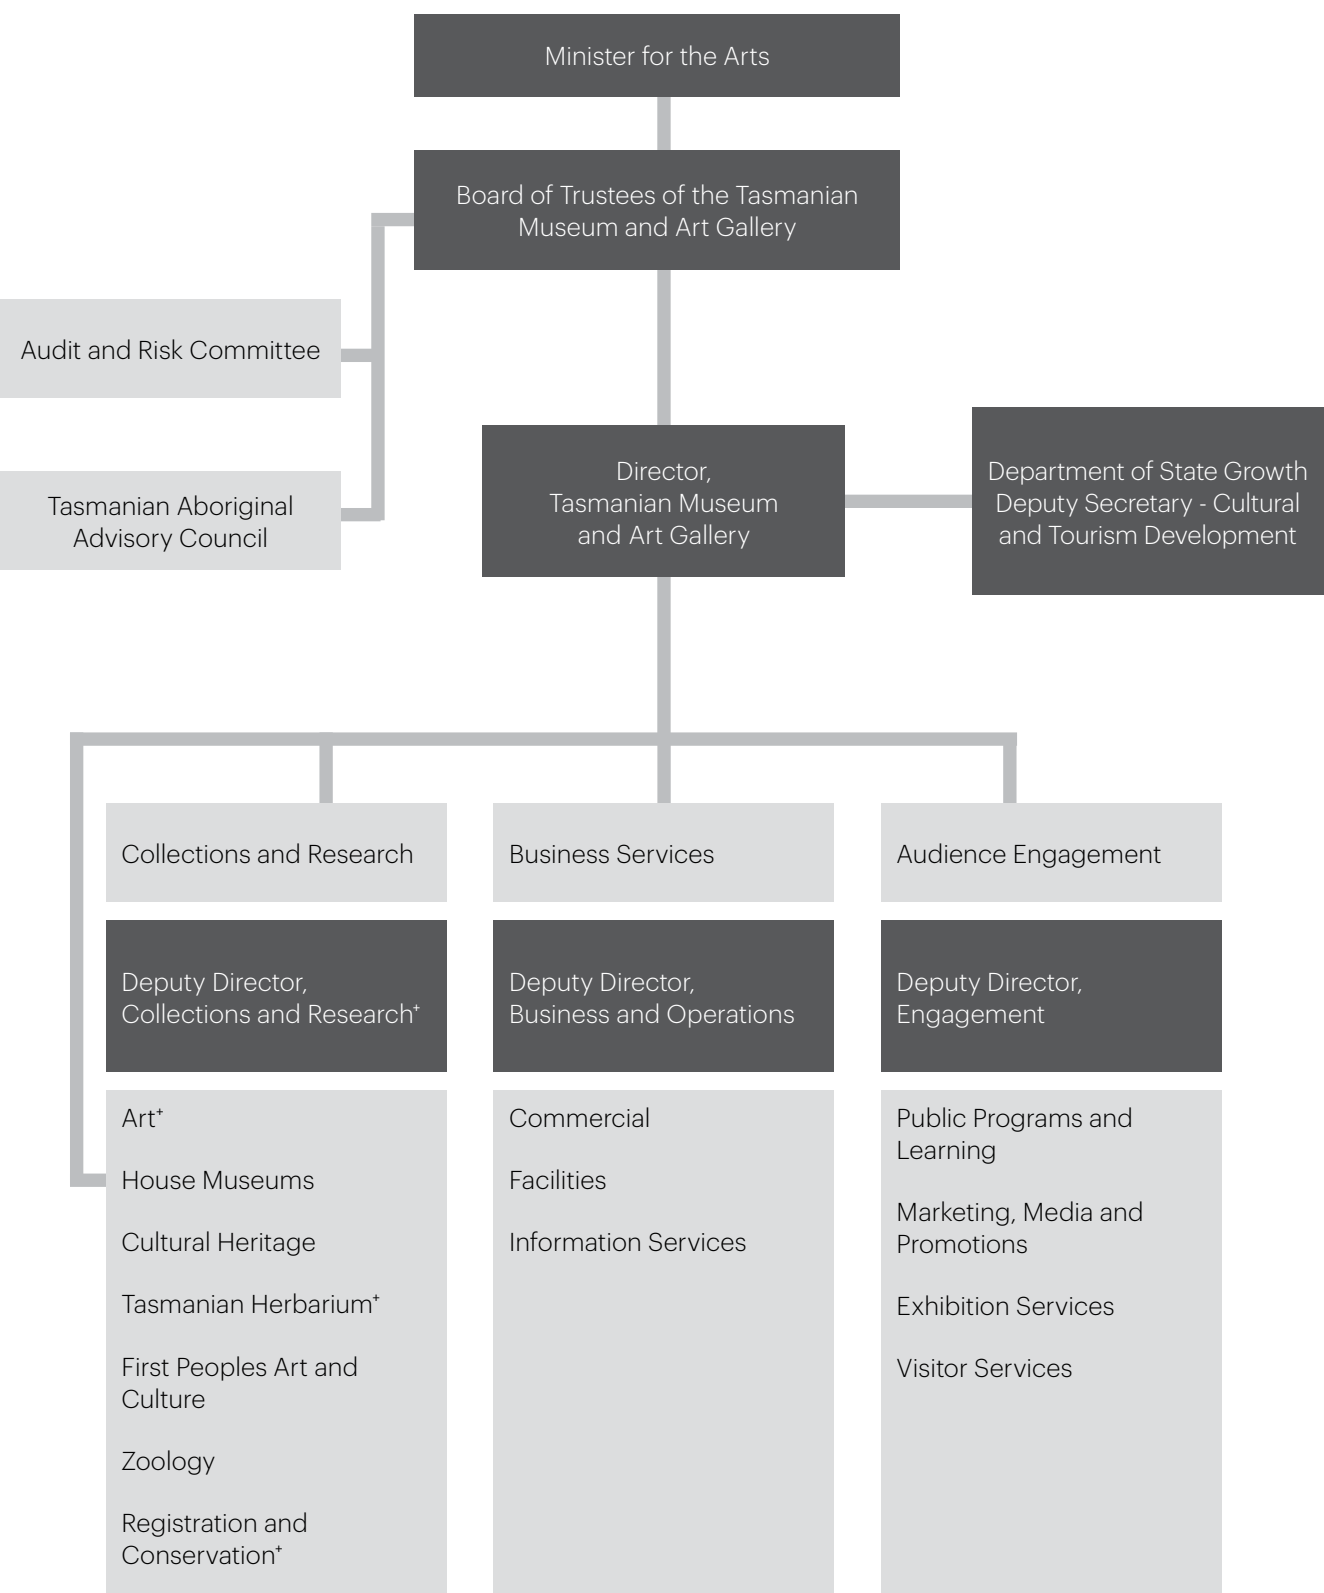 Minister for the Arts
Board of Trustees of the Tasmanian
Museum and Art Gallery
Audit and Risk Committee
Tasmanian Aboriginal
Advisory Council
Director,
Tasmanian Museum
and Art Gallery
Department of State Growth
Deputy Secretary - Cultural
and Tourism Development
Collections and Research
Deputy Director,
Collections and Research⁺
Art⁺
House Museums
Cultural Heritage
Tasmanian Herbarium⁺
First Peoples Art and
Culture
Zoology
Registration and
Conservation⁺
Business Services
Deputy Director,
Business and Operations
Commercial
Facilities
Information Services
Audience Engagement
Deputy Director,
Engagement
Public Programs and
Learning
Marketing, Media and
Promotions
Exhibition Services
Visitor Services